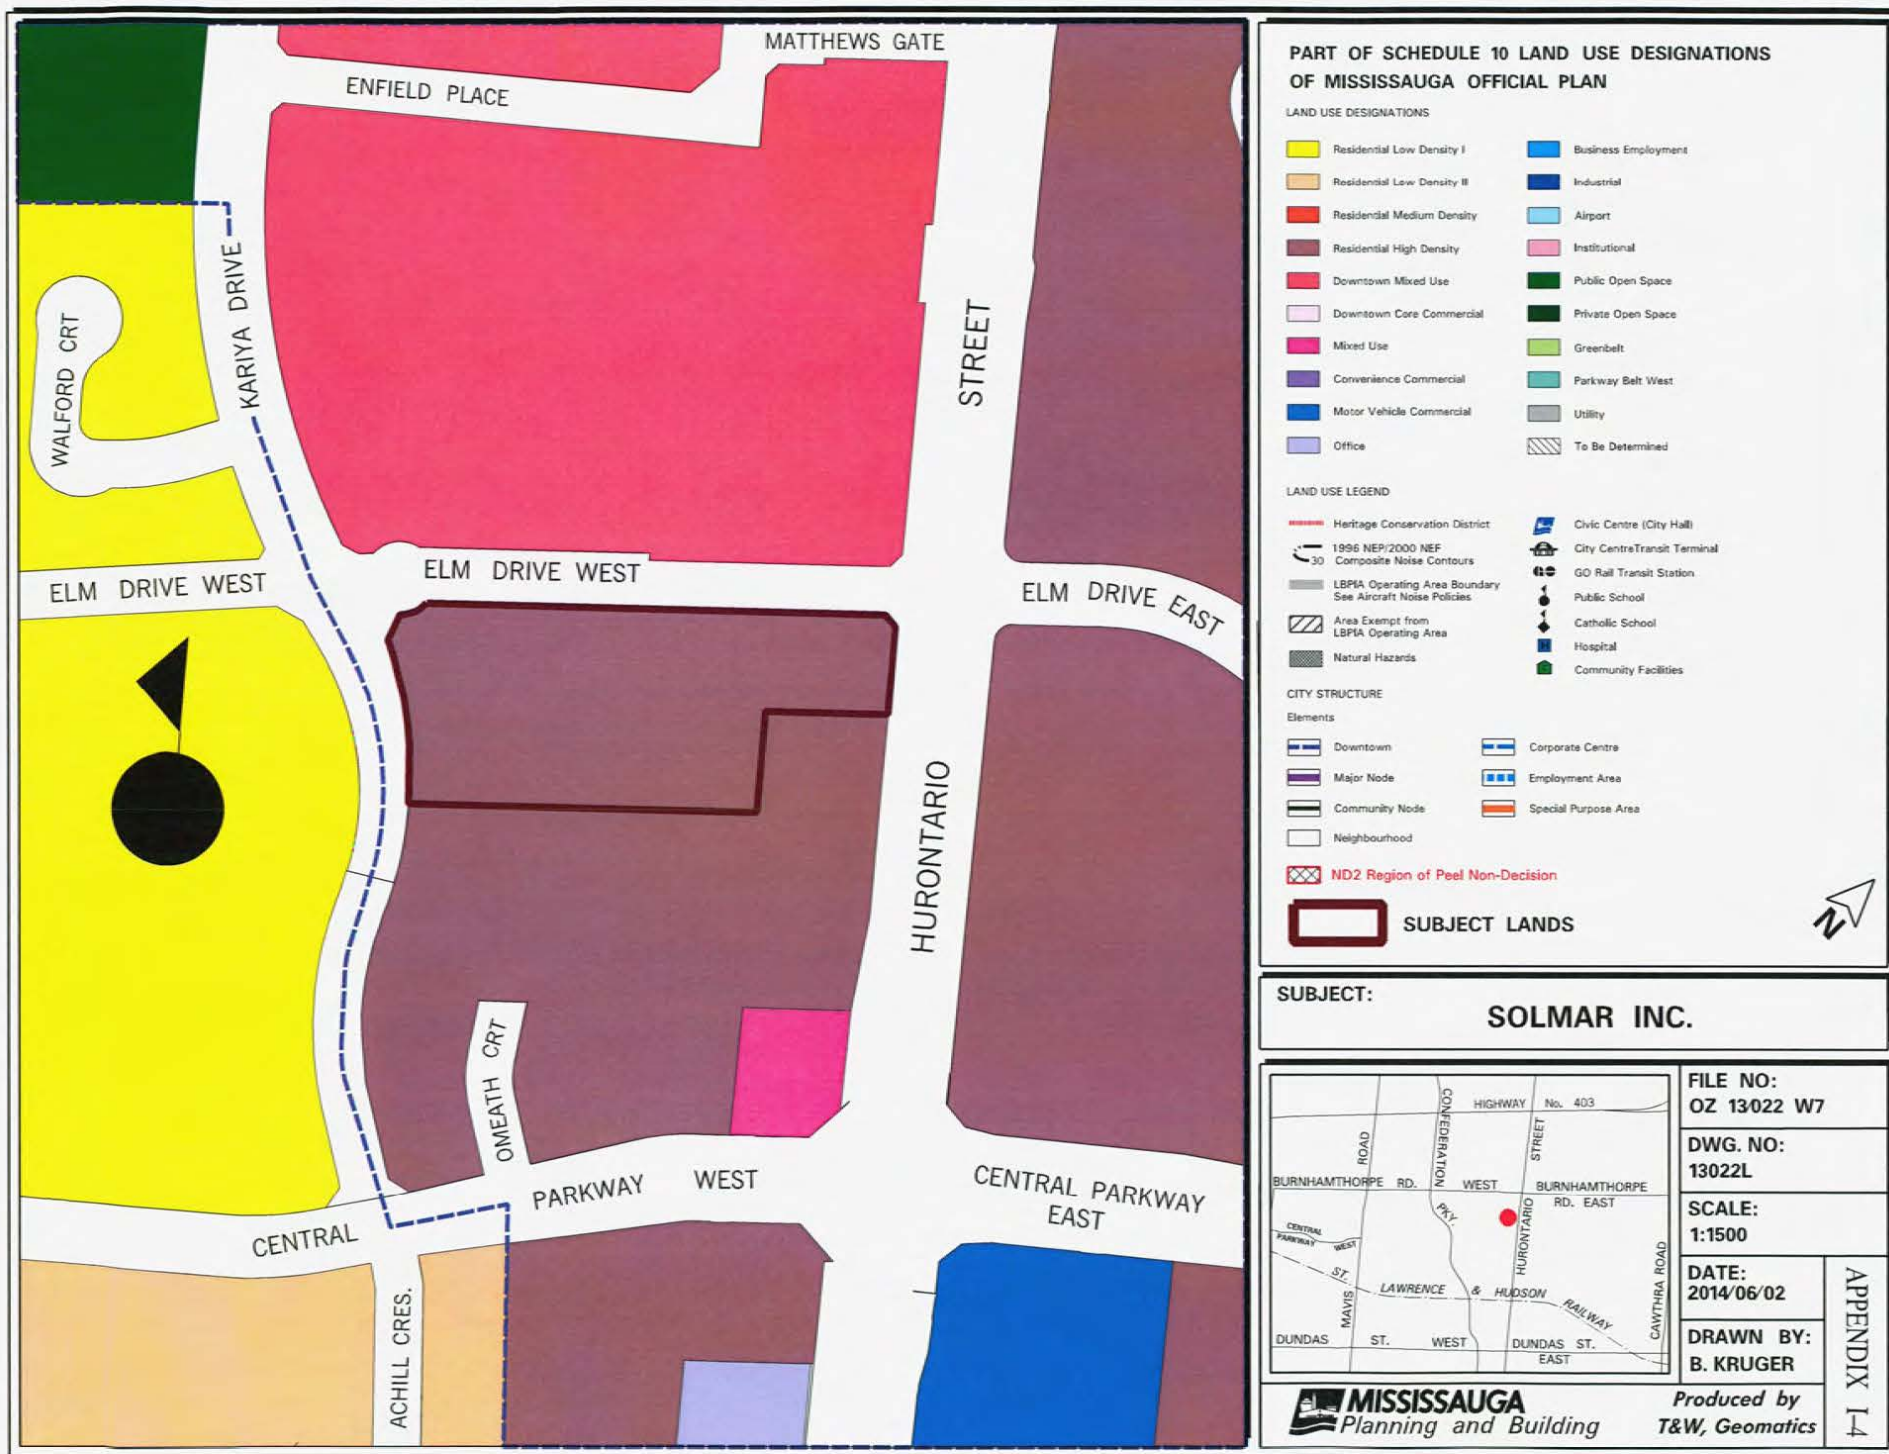 MATTHEWS GATE
ENFIELD PLACE
KARIYA DRIVE
WALFORD CRT
STREET
ELM DRIVE WEST
ELM DRIVE WEST
ELM DRIVE EAST
HURONTARIO
OMEATH CRT
PARKWAY WEST
CENTRAL PARKWAY
EAST
CENTRAL
ACHILL CRES.
PART OF SCHEDULE 10 LAND USE DESIGNATIONS
OF MISSISSAUGA OFFICIAL PLAN
LAND USE DESIGNATIONS
Residential Low Density I
Residential Low Density III
Residential Medium Density
Residential High Density
Downtown Mixed Use
Downtown Core Commercial
Mixed Use
Convenience Commercial
Motor Vehicle Commercial
Office
Business Employment
Industrial
Airport
Institutional
Public Open Space
Private Open Space
Greenbelt
Parkway Belt West
Utility
To Be Determined
LAND USE LEGEND
Heritage Conservation District
1996 NEP/2000 NEF
30 Composite Noise Contours
LBPIA Operating Area Boundary
See Aircraft Noise Policies
Area Exempt from
LBPIA Operating Area
Natural Hazards
Civic Centre (City Hall)
City CentreTransit Terminal
GO Rail Transit Station
Public School
Catholic School
H Hospital
Community Facilities
CITY STRUCTURE
Elements
Downtown
Major Node
Community Node
Neighbourhood
Corporate Centre
Employment Area
Special Purpose Area
ND2 Region of Peel Non-Decision
SUBJECT LANDS
N
SUBJECT:
SOLMAR INC.
HIGHWAY No. 403
CONFEDERATION
PKY.
ROAD
MAVIS
STREET
HURONTARIO
BURNHAMTHORPE RD. WEST
BURNHAMTHORPE
RD. EAST
CENTRAL
PARKWAY WEST
ST. LAWRENCE & HUDSON RAILWAY
CAWTHRA ROAD
DUNDAS ST. WEST
DUNDAS ST.
EAST
FILE NO:
OZ 13/022 W7
DWG. NO:
13022L
SCALE:
1:1500
DATE:
2014/06/02
DRAWN BY:
B. KRUGER
APPENDIX I-4
MISSISSAUGA
Planning and Building
Produced by
T&W, Geomatics